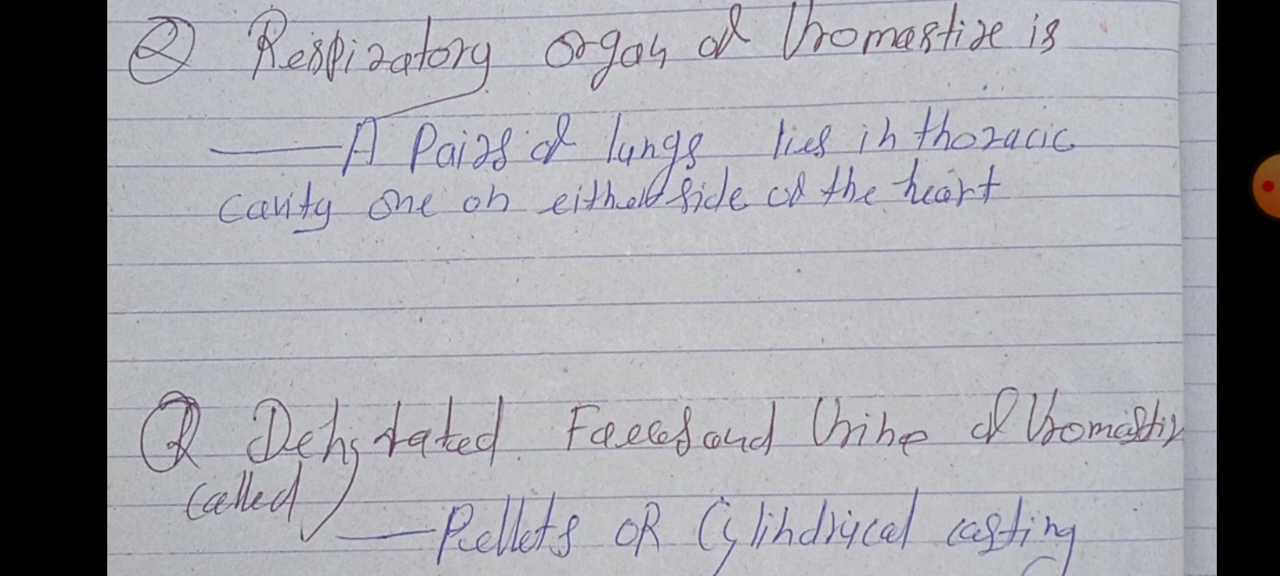 Q Respiratory organ of Uromastix is
— A Pairs of lungs lies in thoracic
cavity one on either side of the heart
Q Dehydrated Faeces and Urine of Uromastix
called
— Pellets OR Cylindrical casting